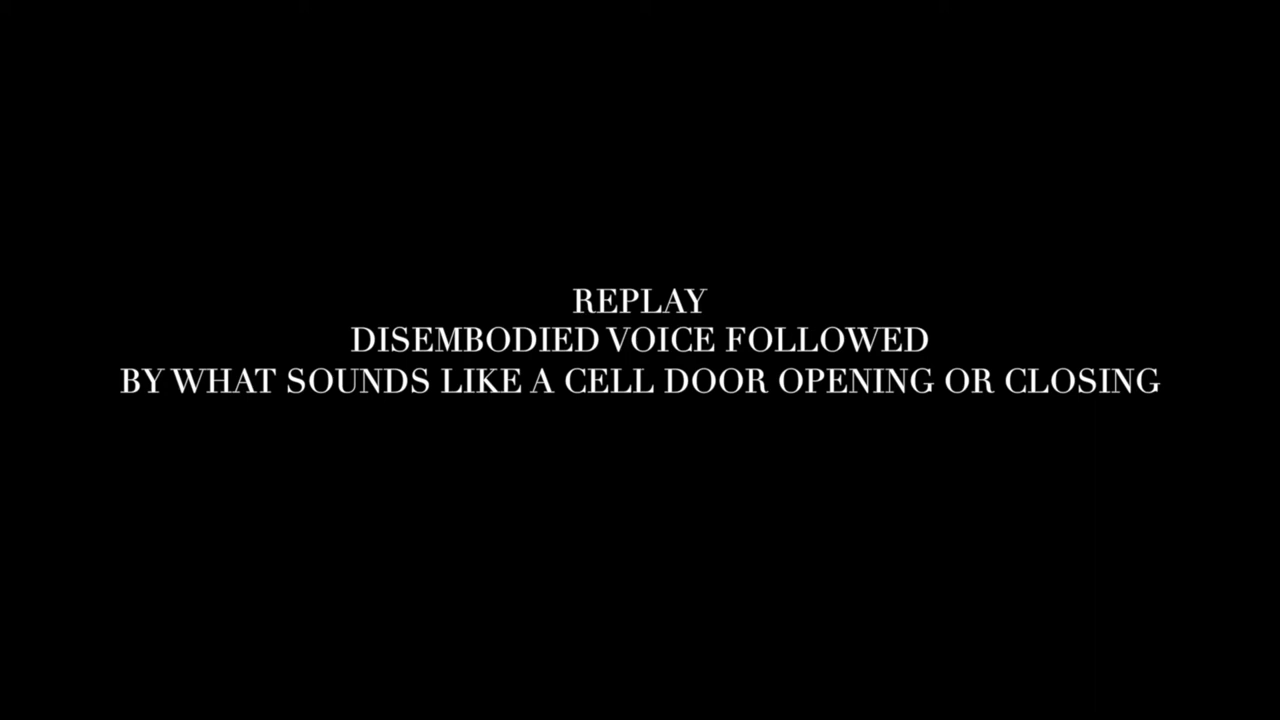 REPLAY
DISEMBODIED VOICE FOLLOWED
BY WHAT SOUNDS LIKE A CELL DOOR OPENING OR CLOSING